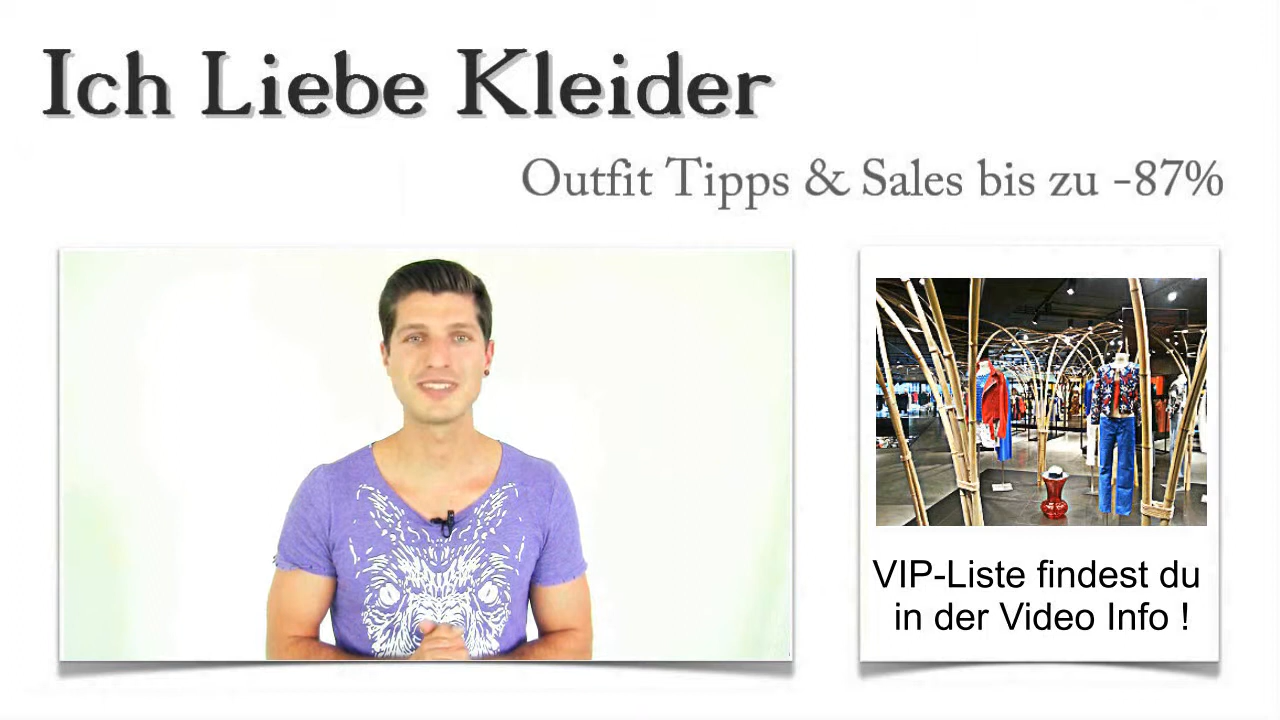 Ich Liebe Kleider
Outfit Tipps & Sales bis zu -87%
VIP-Liste findest du
in der Video Info !